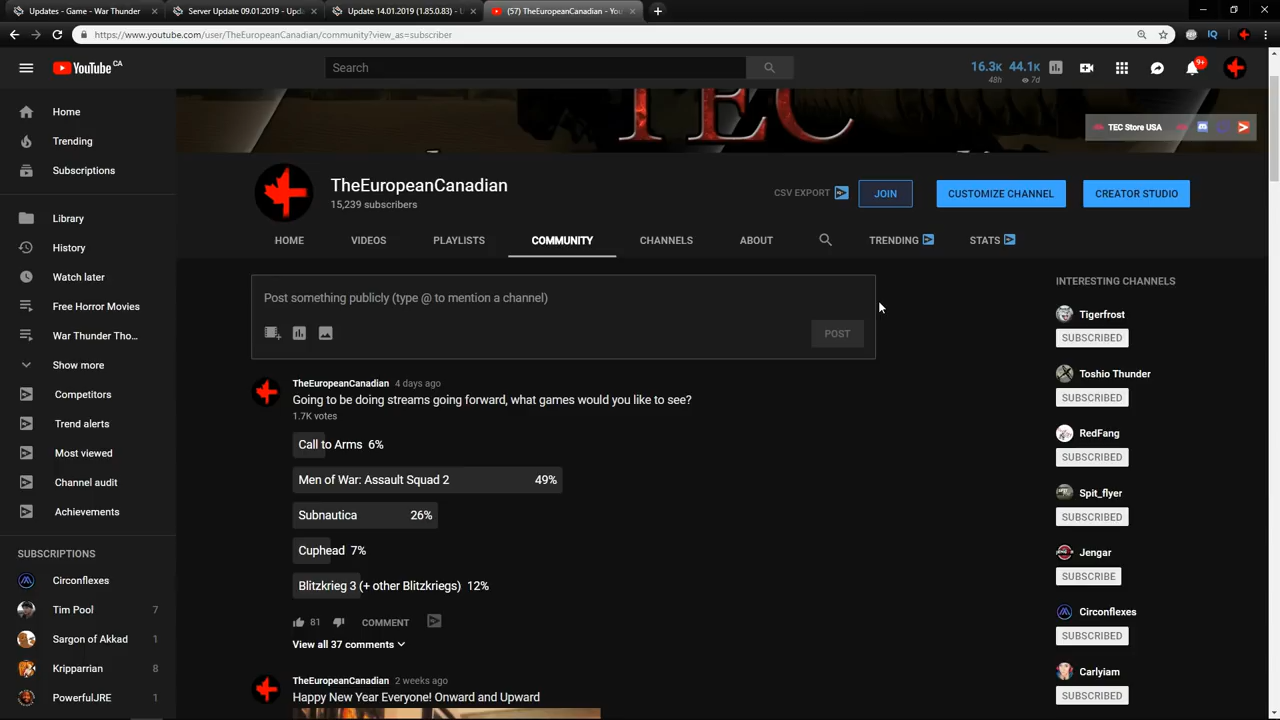 Updates - Game - War Thunder
Server Update 09.01.2019 - Upda
Update 14.01.2019 (1.85.0.83) - U
(57) TheEuropeanCanadian - You
https://www.youtube.com/user/TheEuropeanCanadian/community?view_as=subscriber
IQ
YouTube CA
Search
16.3K 44.1K
48h 7d
9+
Home
Trending
Subscriptions
Library
History
Watch later
Free Horror Movies
War Thunder Tho...
Show more
Competitors
Trend alerts
Most viewed
Channel audit
Achievements
SUBSCRIPTIONS
Circonflexes
Tim Pool 7
Sargon of Akkad 1
Kripparrian 8
PowerfulJRE 1
TEC
TEC Store USA
TheEuropeanCanadian
15,239 subscribers
CSV EXPORT
JOIN
CUSTOMIZE CHANNEL
CREATOR STUDIO
HOME VIDEOS PLAYLISTS COMMUNITY CHANNELS ABOUT TRENDING STATS
Post something publicly (type @ to mention a channel)
POST
TheEuropeanCanadian 4 days ago
Going to be doing streams going forward, what games would you like to see?
1.7K votes
Call to Arms 6%
Men of War: Assault Squad 2 49%
Subnautica 26%
Cuphead 7%
Blitzkrieg 3 (+ other Blitzkriegs) 12%
81 COMMENT
View all 37 comments
TheEuropeanCanadian 2 weeks ago
Happy New Year Everyone! Onward and Upward
INTERESTING CHANNELS
Tigerfrost
SUBSCRIBED
Toshio Thunder
SUBSCRIBED
RedFang
SUBSCRIBED
Spit_flyer
SUBSCRIBED
Jengar
SUBSCRIBE
Circonflexes
SUBSCRIBED
Carlyiam
SUBSCRIBED